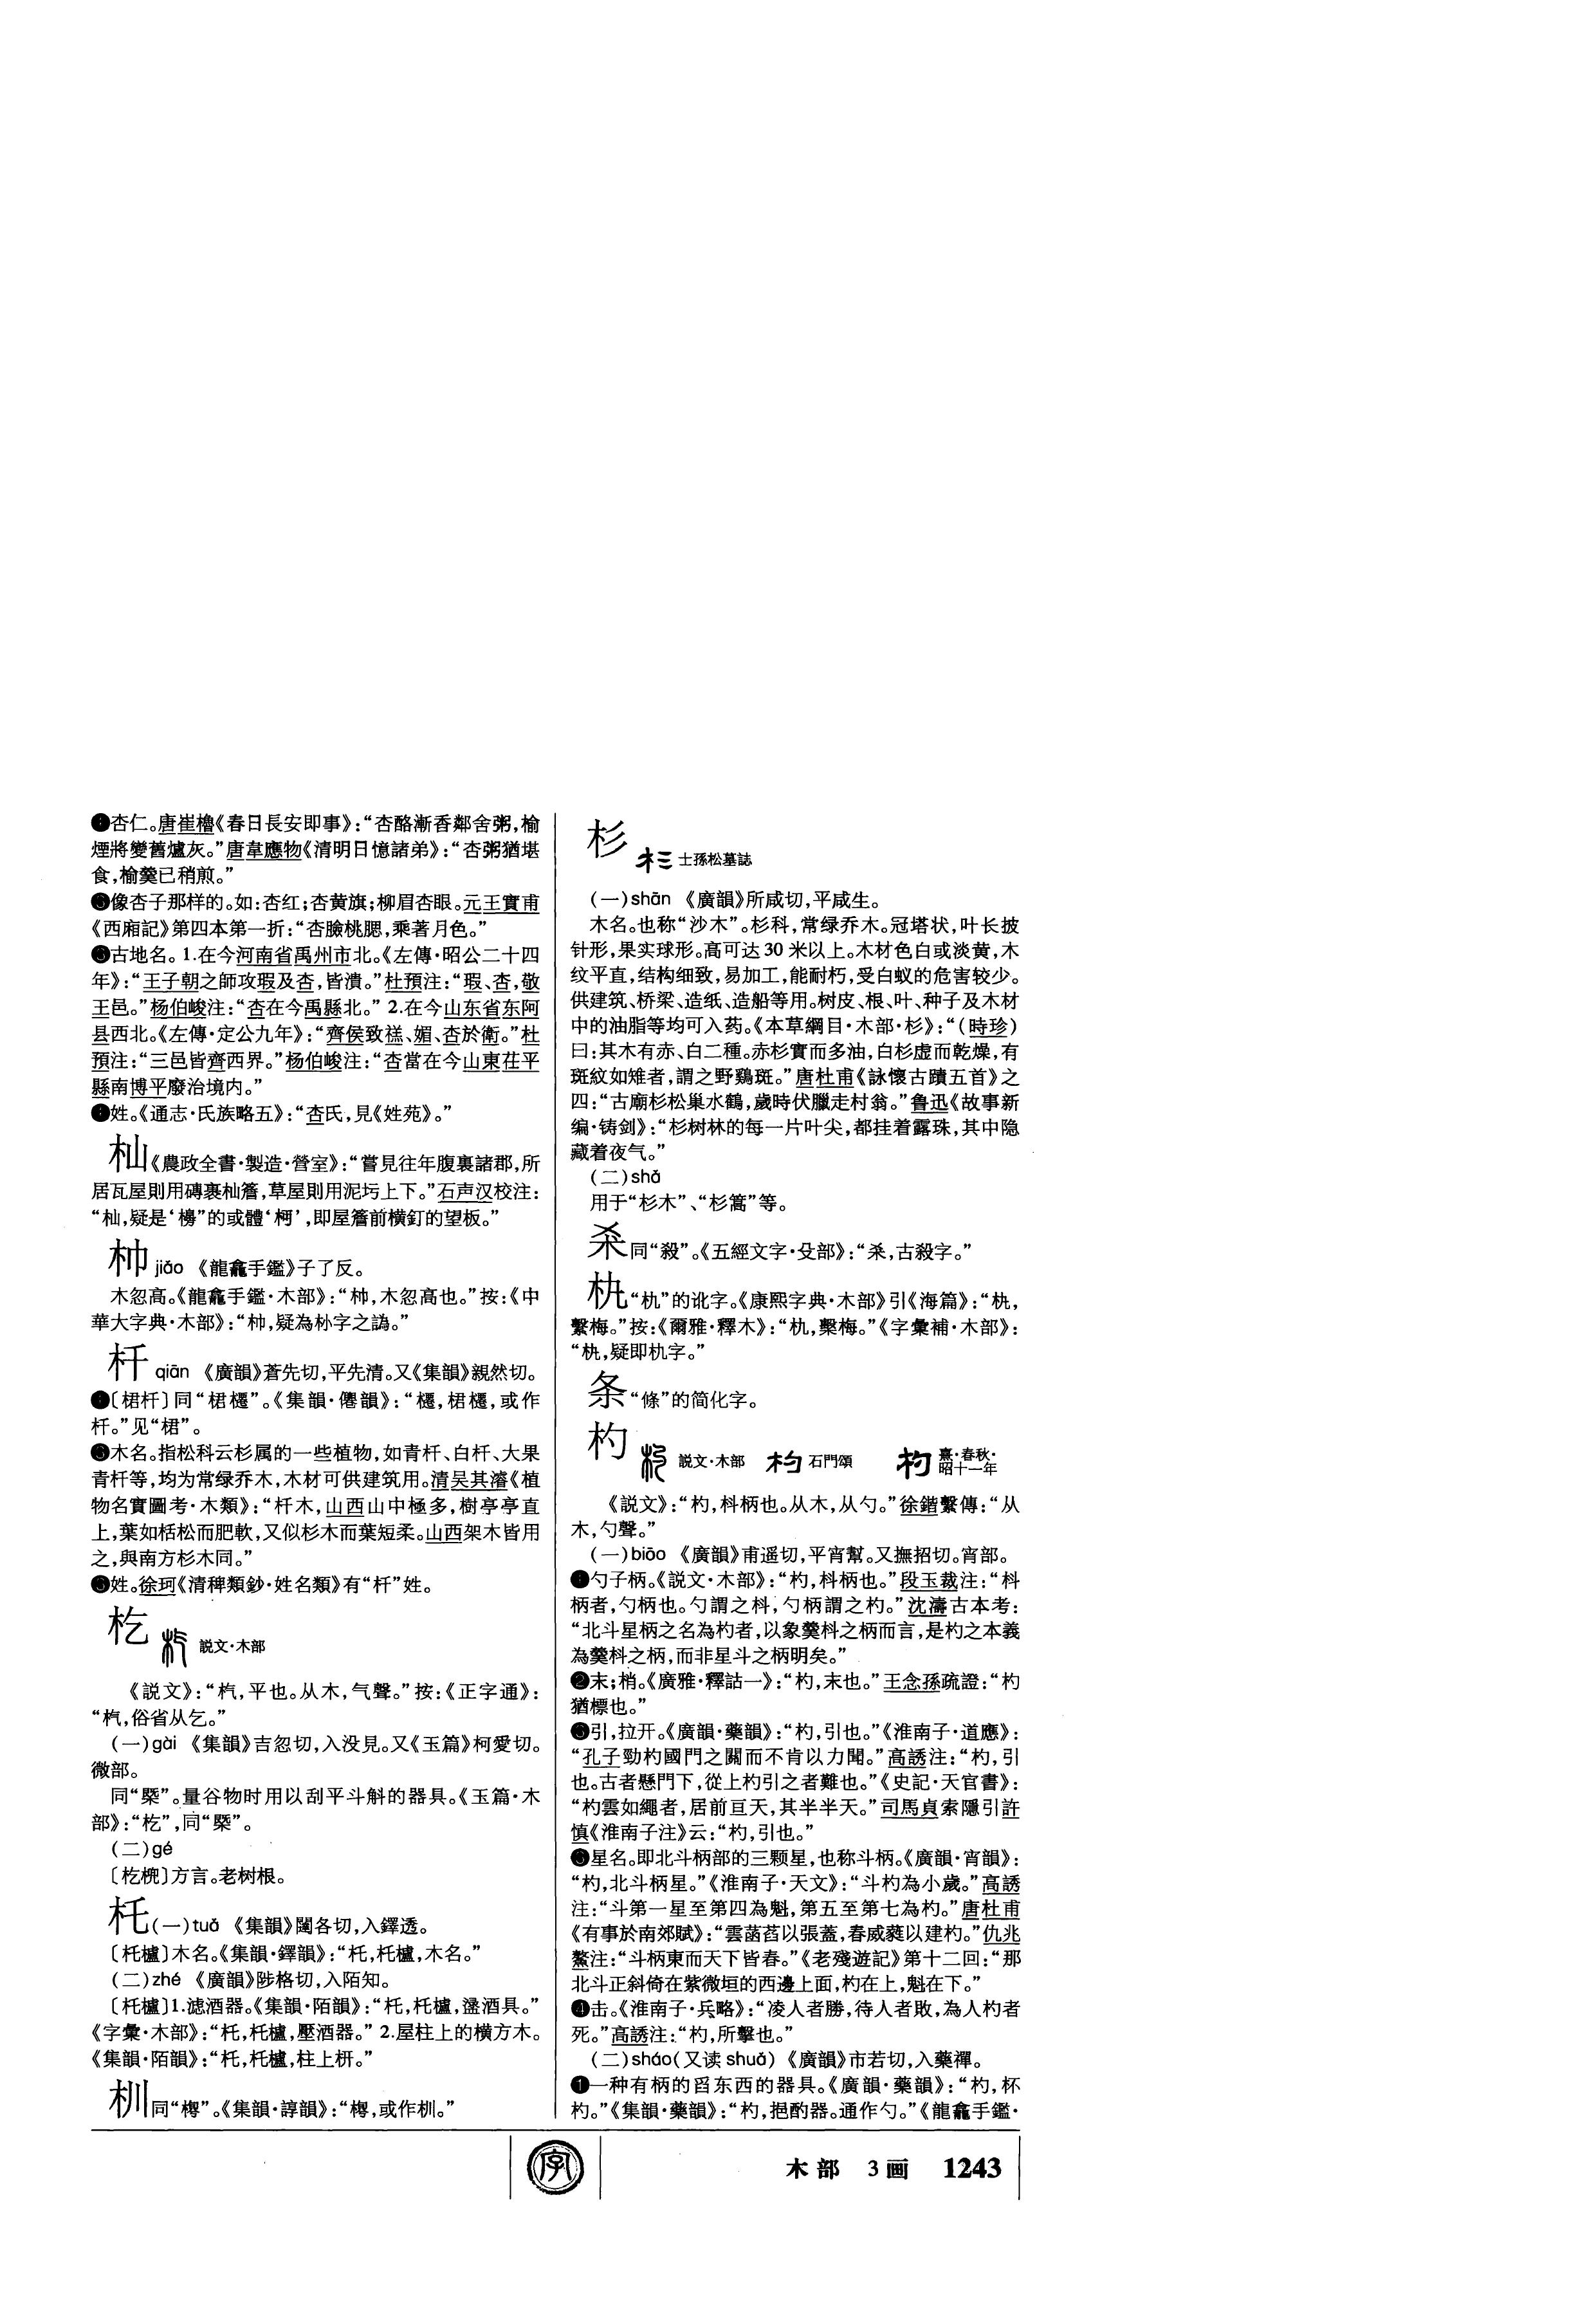 杏仁。唐崔櫓《春日長安即事》：“杏酪漸香鄰舍粥，榆
煙將變舊爐灰。”唐韋應物《清明日憶諸弟》：“杏粥猶堪
食，榆羹已稍煎。”
像杏子那样的。如：杏红；杏黄旗；柳眉杏眼。元王實甫
《西廂記》第四本第一折：“杏臉桃腮，乘著月色。”
古地名。1.在今河南省禹州市北。《左傳·昭公二十四
年》：“王子朝之師攻瑕及杏，皆潰。”杜預注：“瑕、杏，敬
王邑。”杨伯峻注：“杏在今禹縣北。”2.在今山东省东阿
县西北。《左傳·定公九年》：“齊侯致禚、媚、杏於衛。”杜
預注：“三邑皆齊西界。”杨伯峻注：“杏當在今山東茌平
縣南博平廢治境内。”
姓。《通志·氏族略五》：“杏氏，見《姓苑》。”
杣《農政全書·製造·營室》：“嘗見往年腹裏諸郡，所
居瓦屋則用磚裹杣簷，草屋則用泥圬上下。”石声汉校注：
“杣，疑是‘櫋”的或體‘㭓’，即屋簷前横釘的望板。”
杮 jiǎo 《龍龕手鑑》子了反。
木忽高。《龍龕手鑑·木部》：“，木忽高也。”按：《中
華大字典·木部》：“，疑為朴字之譌。”
杄 qiān 《廣韻》蒼先切，平先清。又《集韻》親然切。
❶〔桾杄〕同“桾櫏”。《集韻·僊韻》：“櫏，桾櫏，或作
杄。”见“桾”。
木名。指松科云杉属的一些植物，如青杄、白杄、大果
青杄等，均为常绿乔木，木材可供建筑用。清吴其濬《植
物名實圖考·木類》：“杄木，山西山中極多，樹亭亭直
上，葉如栝松而肥軟，又似杉木而葉短柔。山西架木皆用
之，與南方杉木同。”
姓。徐珂《清稗類鈔·姓名類》有“杄”姓。
杚 説文·木部
《説文》：“杚，平也。从木，气聲。”按：《正字通》：
“杚，俗省从乞。”
（一）gài 《集韻》吉忽切，入没見。又《玉篇》柯愛切。
微部。
同“槩”。量谷物时用以刮平斗斛的器具。《玉篇·木
部》：“杚”，同“槩”。
（二）gé
〔杚㭸〕方言。老树根。
杔（一）tuǒ 《集韻》闥各切，入鐸透。
〔杔櫨〕木名。《集韻·鐸韻》：“杔，杔櫨，木名。”
（二）zhé 《廣韻》陟格切，入陌知。
〔杔櫨〕1.滤酒器。《集韻·陌韻》：“杔，杔櫨，盝酒具。”
《字彙·木部》：“杔，杔櫨，壓酒器。”2.屋柱上的横方木。
《集韻·陌韻》：“杔，杔櫨，柱上枅。”
杊同“橁”。《集韻·諄韻》：“橁，或作杊。”
杉 士孫松墓誌
（一）shān 《廣韻》所咸切，平咸生。
木名。也称“沙木”。杉科，常绿乔木。冠塔状，叶长披
针形，果实球形。高可达30米以上。木材色白或淡黄，木
纹平直，结构细致，易加工，能耐朽，受白蚁的危害较少。
供建筑、桥梁、造纸、造船等用。树皮、根、叶、种子及木材
中的油脂等均可入药。《本草綱目·木部·杉》：“（時珍）
曰：其木有赤、白二種。赤杉實而多油，白杉虚而乾燥，有
斑紋如雉者，謂之野鷄斑。”唐杜甫《詠懷古蹟五首》之
四：“古廟杉松巢水鶴，歲時伏臘走村翁。”鲁迅《故事新
编·铸剑》：“杉树林的每一片叶尖，都挂着露珠，其中隐
藏着夜气。”
（二）shā
用于“杉木”、“杉篙”等。
杀同“殺”。《五經文字·殳部》：“杀，古殺字。”
“朹”的讹字。《康熙字典·木部》引《海篇》：“，
繫梅。”按：《爾雅·釋木》：“朹，檕梅。”《字彙補·木部》：
“，疑即朹字。”
条“條”的简化字。
杓 説文·木部 石門頌 熹·春秋·昭十一年
《説文》：“杓，枓柄也。从木，从勺。”徐鍇繫傳：“从
木，勺聲。”
（一）biāo 《廣韻》甫遥切，平宵幫。又撫招切。宵部。
❶勺子柄。《説文·木部》：“杓，枓柄也。”段玉裁注：“枓
柄者，勺柄也。勺謂之枓，勺柄謂之杓。”沈濤古本考：
“北斗星柄之名為杓者，以象羹枓之柄而言，是杓之本義
為羹枓之柄，而非星斗之柄明矣。”
❷末；梢。《廣雅·釋詁一》：“杓，末也。”王念孫疏證：“杓
猶標也。”
❸引，拉开。《廣韻·藥韻》：“杓，引也。”《淮南子·道應》：
“孔子勁杓國門之關而不肯以力聞。”高誘注：“杓，引
也。古者懸門下，從上杓引之者難也。”《史記·天官書》：
“杓雲如繩者，居前亘天，其半半天。”司馬貞索隱引許
慎《淮南子注》云：“杓，引也。”
❸星名。即北斗柄部的三颗星，也称斗柄。《廣韻·宵韻》：
“杓，北斗柄星。”《淮南子·天文》：“斗杓為小歲。”高誘
注：“斗第一星至第四為魁，第五至第七為杓。”唐杜甫
《有事於南郊賦》：“雲菡萏以張蓋，春葳蕤以建杓。”仇兆
鰲注：“斗柄東而天下皆春。”《老殘遊記》第十二回：“那
北斗正斜倚在紫微垣的西邊上面，杓在上，魁在下。”
❹击。《淮南子·兵略》：“凌人者勝，待人者敗，為人杓者
死。”高誘注：“杓，所擊也。”
（二）sháo（又读shuǎ） 《廣韻》市若切，入藥禪。
❶一种有柄的舀东西的器具。《廣韻·藥韻》：“杓，杯
杓。”《集韻·藥韻》：“杓，挹酌器。通作勺。”《龍龕手鑑·
字
木部 3画 1243